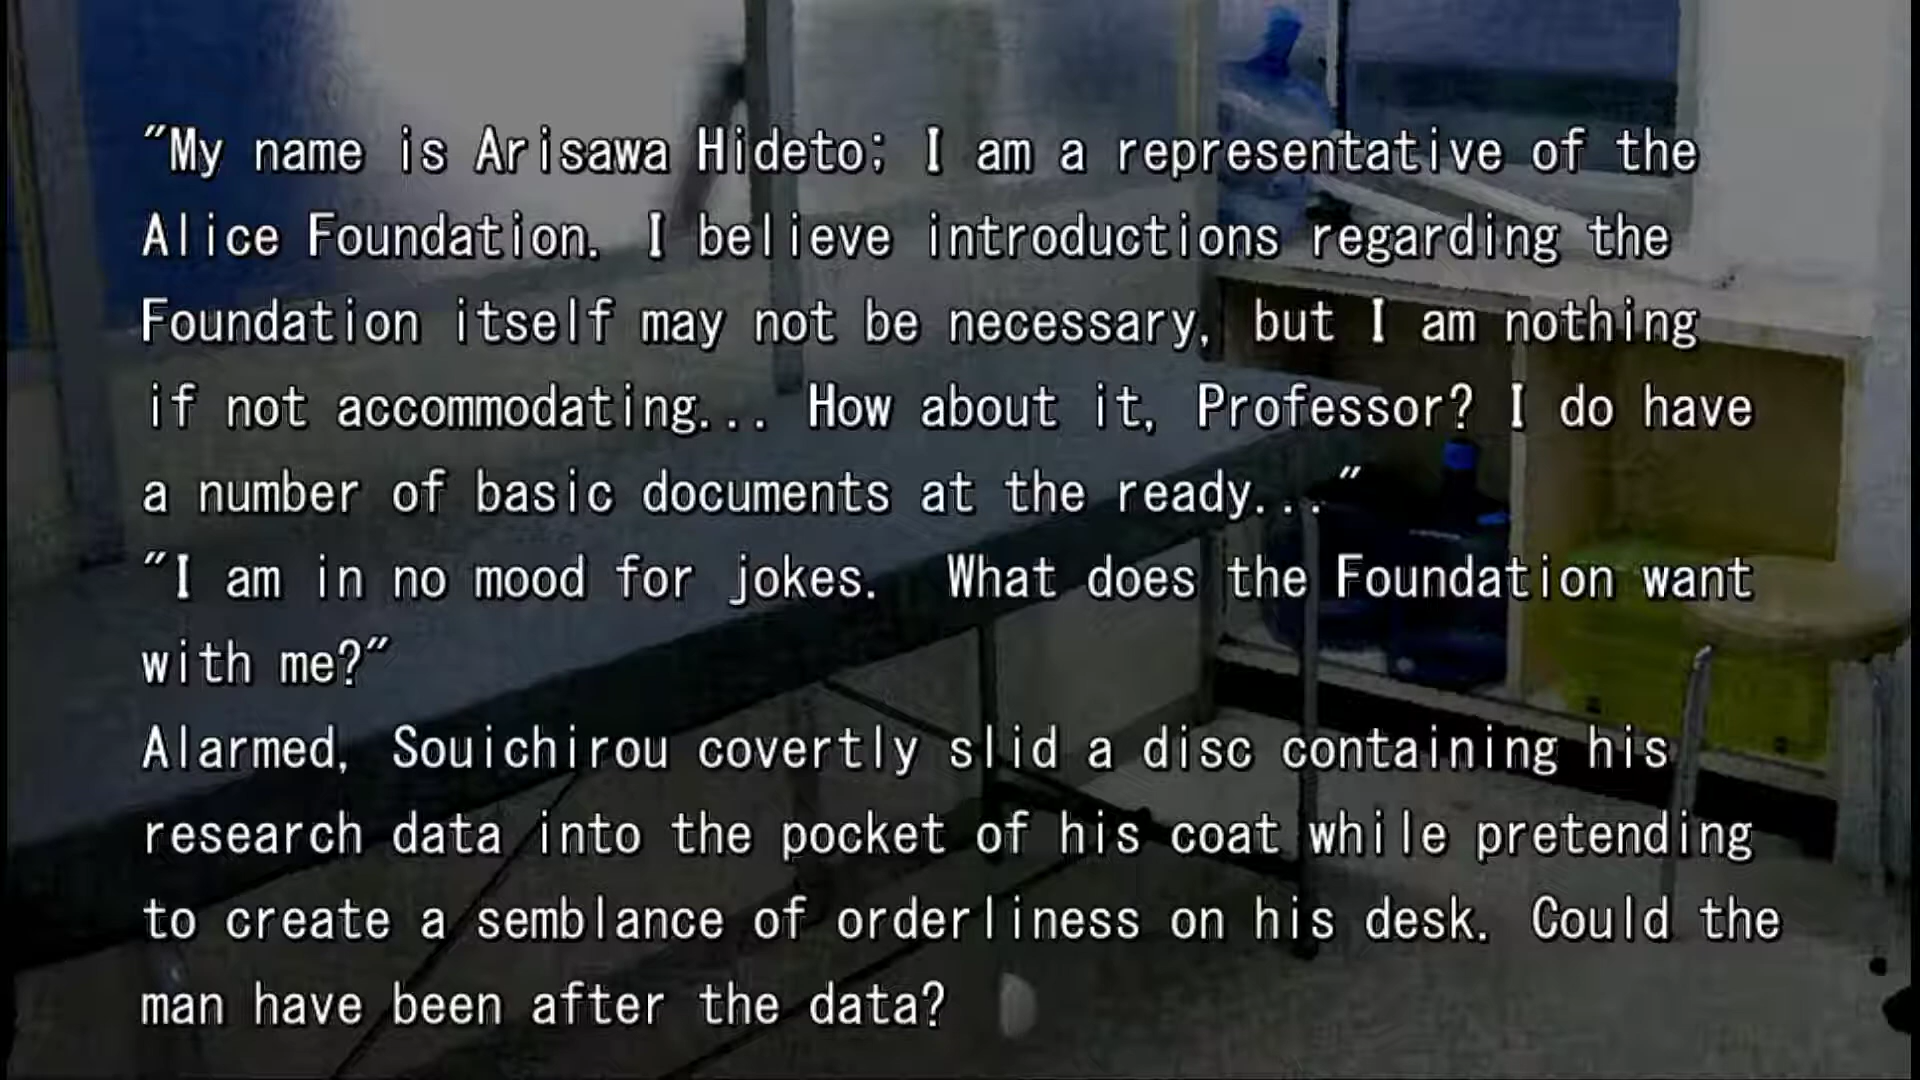 "My name is Arisawa Hideto; I am a representative of the
Alice Foundation. I believe introductions regarding the
Foundation itself may not be necessary, but I am nothing
if not accommodating... How about it, Professor? I do have
a number of basic documents at the ready..."
"I am in no mood for jokes.  What does the Foundation want
with me?"
Alarmed, Souichirou covertly slid a disc containing his
research data into the pocket of his coat while pretending
to create a semblance of orderliness on his desk. Could the
man have been after the data?